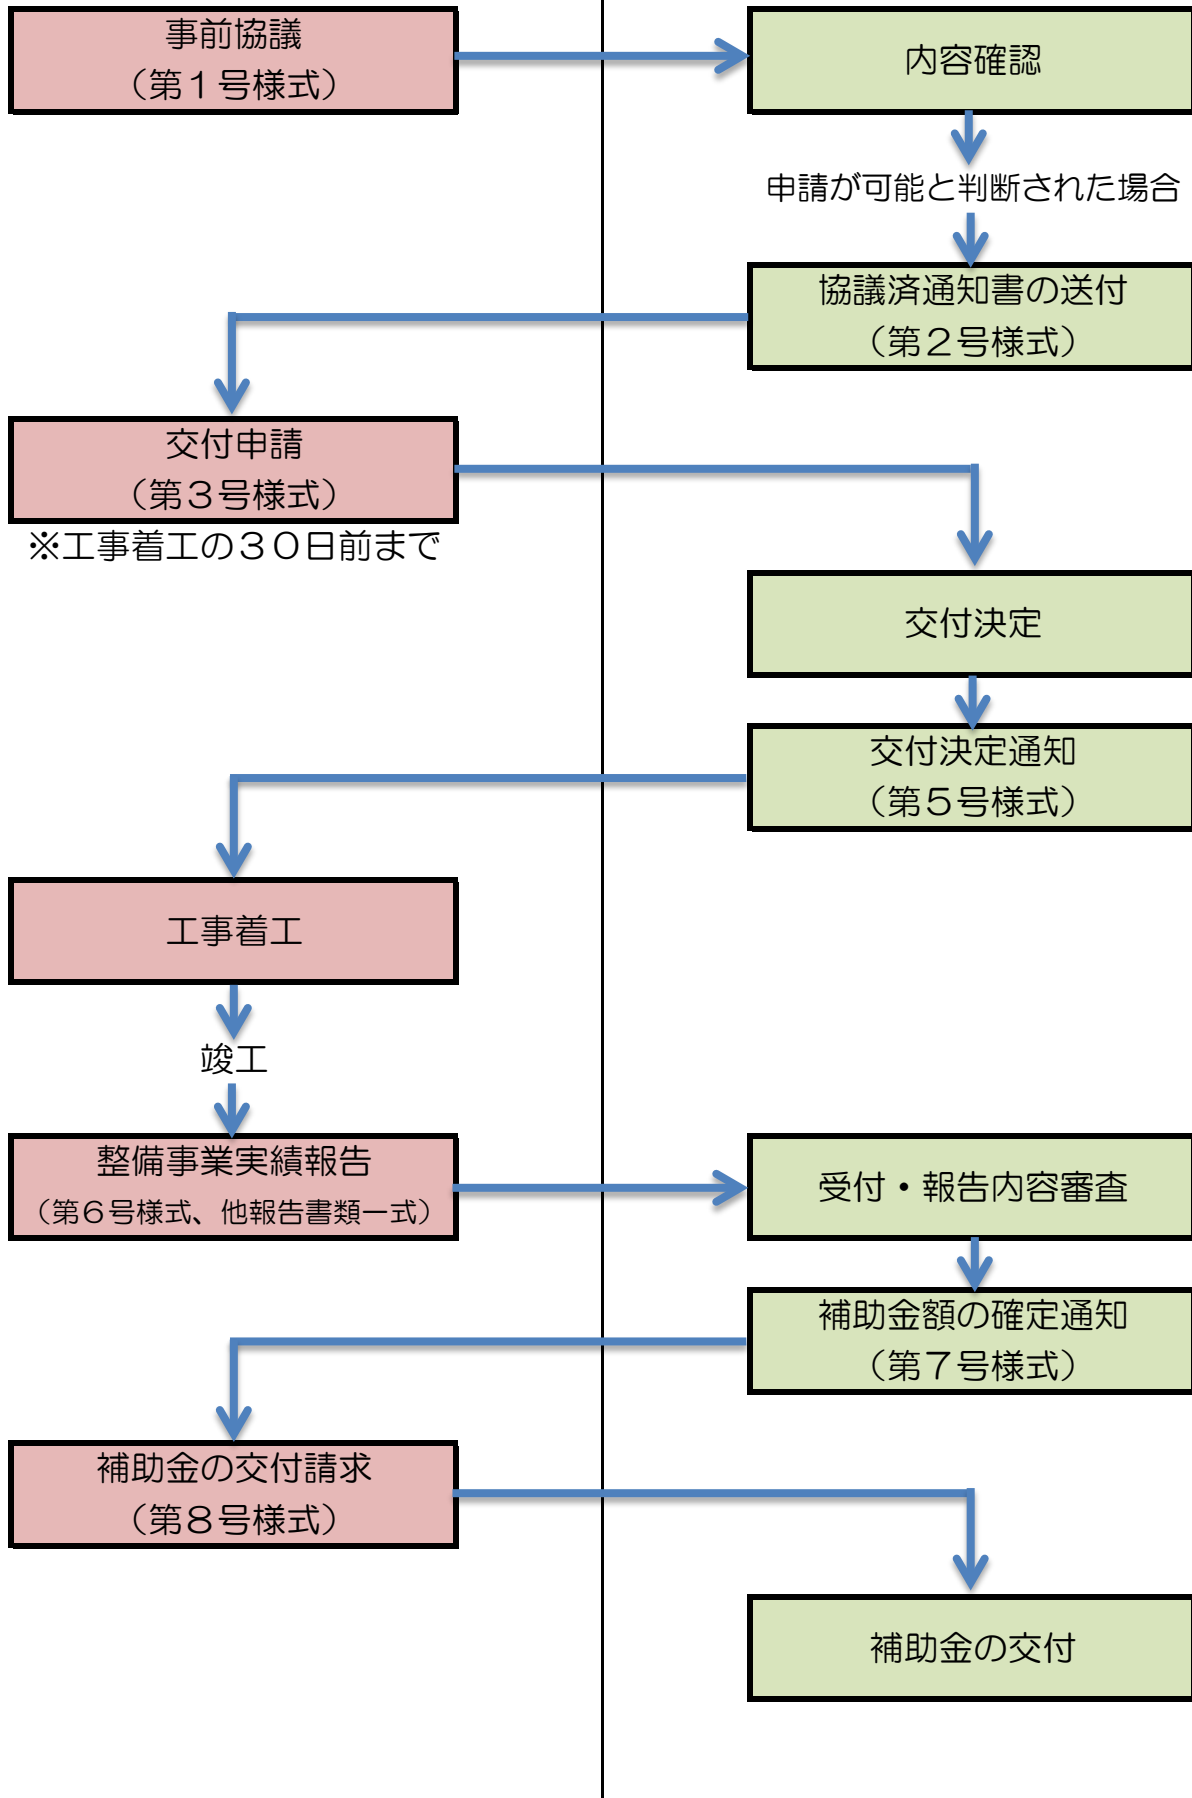 事前協議
（第１号様式）
内容確認
申請が可能と判断された場合
協議済通知書の送付
（第２号様式）
交付申請
（第３号様式）
※工事着工の３０日前まで
交付決定
交付決定通知
（第５号様式）
工事着工
竣工
整備事業実績報告
（第６号様式、他報告書類一式）
受付・報告内容審査
補助金額の確定通知
（第７号様式）
補助金の交付請求
（第８号様式）
補助金の交付